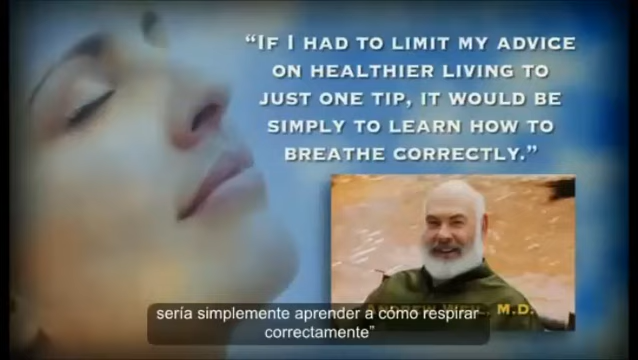 “IF I HAD TO LIMIT MY ADVICE
ON HEALTHIER LIVING TO
JUST ONE TIP, IT WOULD BE
SIMPLY TO LEARN HOW TO
BREATHE CORRECTLY.”
M.D.
sería simplemente aprender a cómo respirar
correctamente”